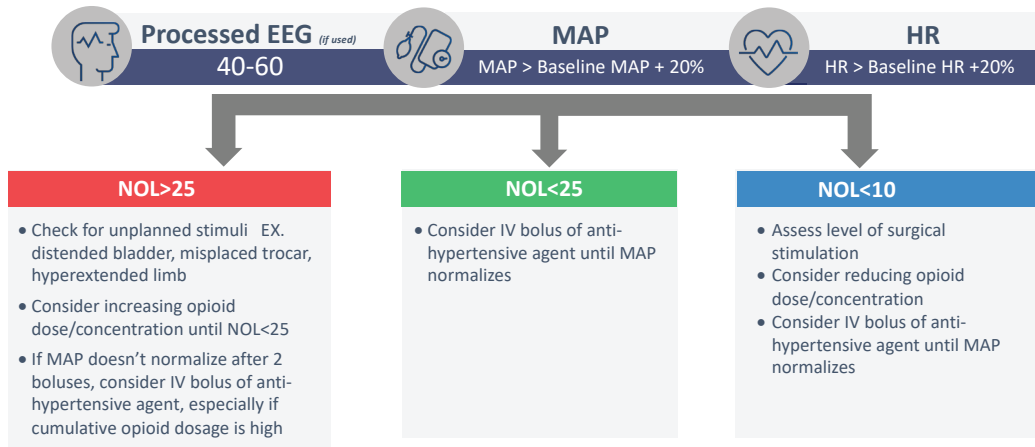 Processed EEG (if used)
40-60
MAP
MAP > Baseline MAP + 20%
HR
HR > Baseline HR +20%
NOL>25
• Check for unplanned stimuli EX.
distended bladder, misplaced trocar,
hyperextended limb
• Consider increasing opioid
dose/concentration until NOL<25
• If MAP doesn't normalize after 2
boluses, consider IV bolus of anti-
hypertensive agent, especially if
cumulative opioid dosage is high
NOL<25
• Consider IV bolus of anti-
hypertensive agent until MAP
normalizes
NOL<10
• Assess level of surgical
stimulation
• Consider reducing opioid
dose/concentration
• Consider IV bolus of anti-
hypertensive agent until MAP
normalizes